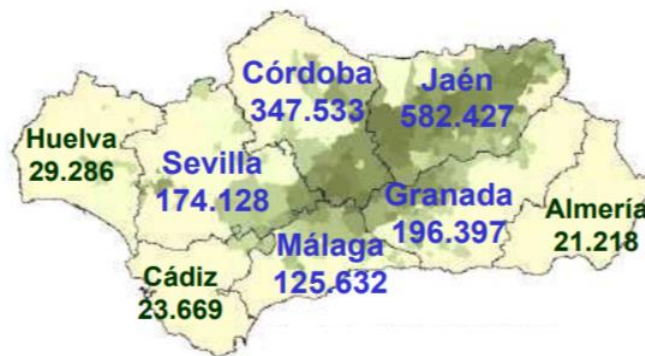 Córdoba
347.533
Jaén
582.427
Huelva
29.286
Sevilla
174.128
Granada
196.397
Almería
21.218
Málaga
125.632
Cádiz
23.669